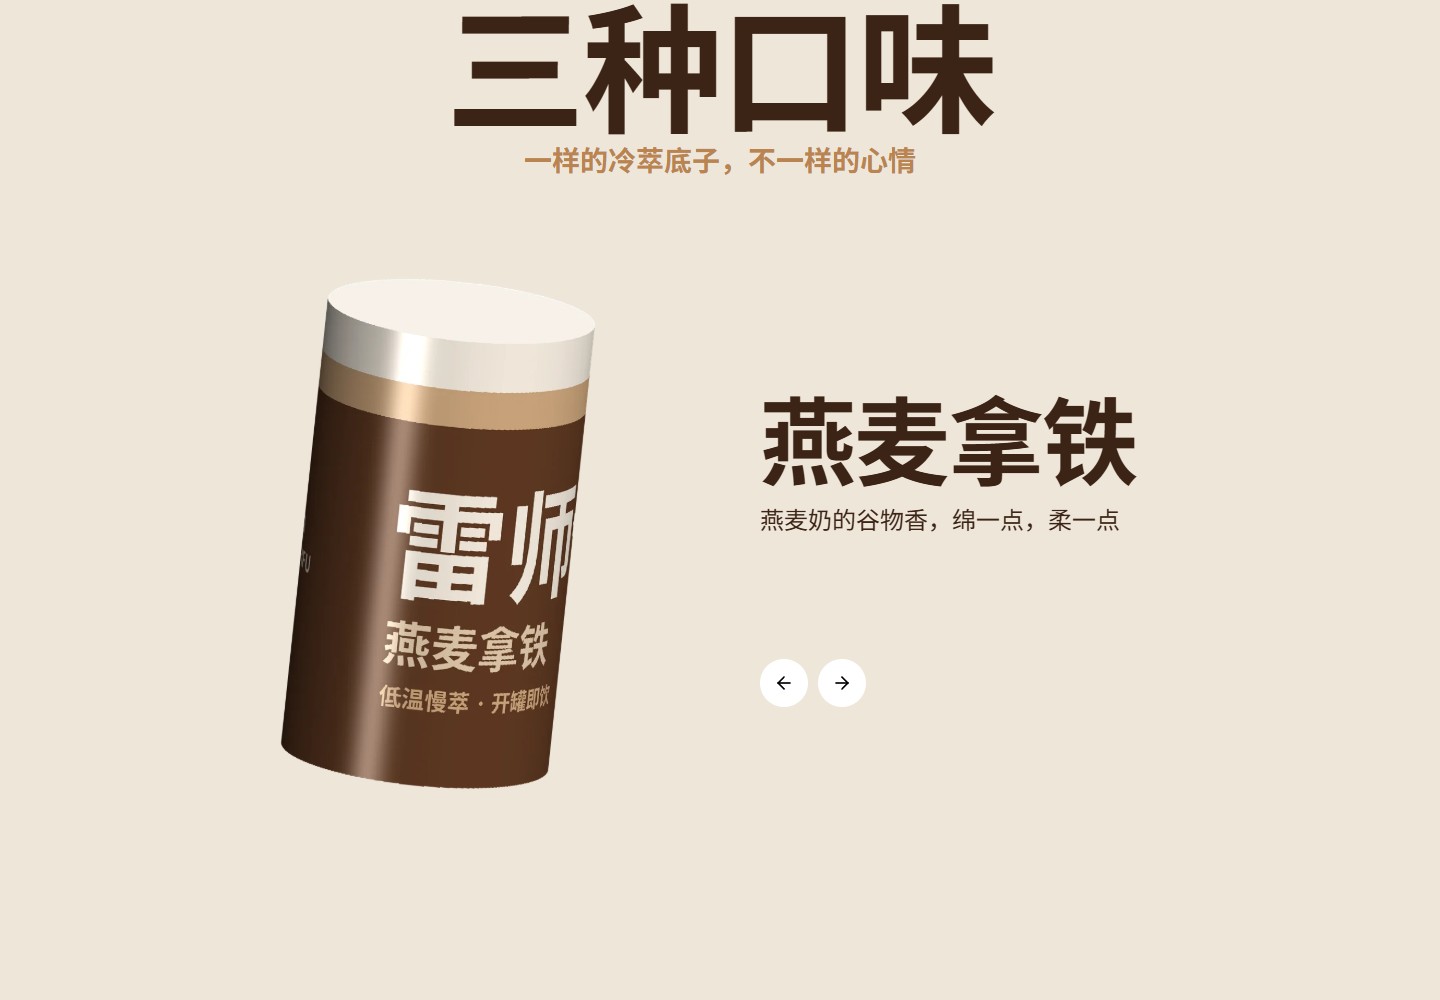 三种口味
一样的冷萃底子，不一样的心情
燕麦拿铁
燕麦奶的谷物香，绵一点，柔一点
雷师
燕麦拿铁
低温慢萃 · 开罐即饮